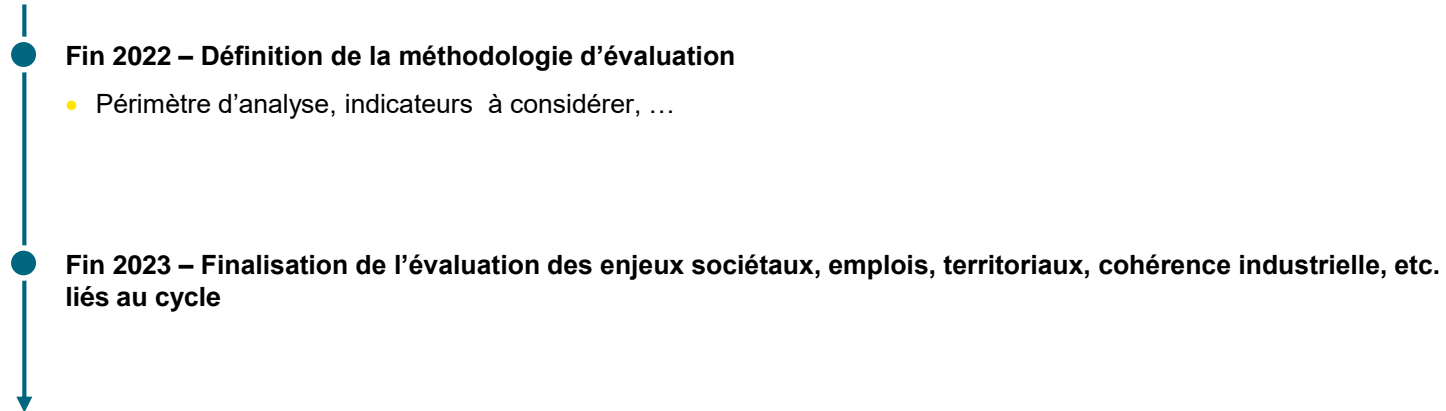 Fin 2022 – Définition de la méthodologie d’évaluation
• Périmètre d’analyse, indicateurs  à considérer, …
Fin 2023 – Finalisation de l’évaluation des enjeux sociétaux, emplois, territoriaux, cohérence industrielle, etc.
liés au cycle